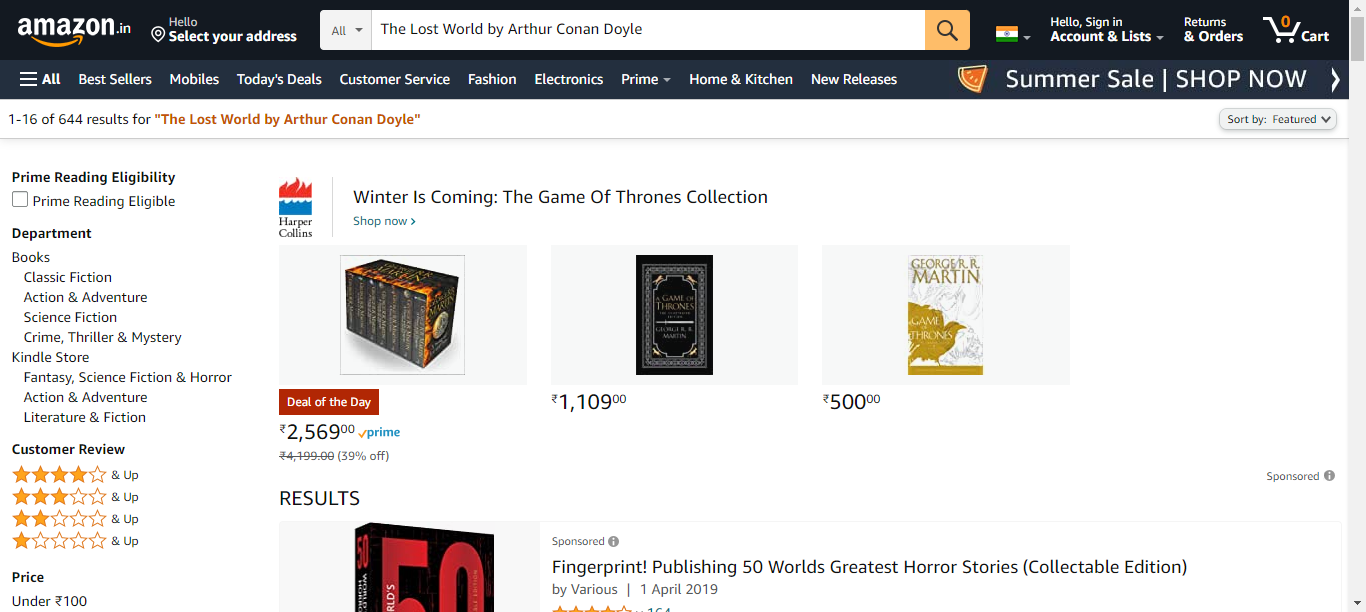 amazon.in
Hello
Select your address
All
The Lost World by Arthur Conan Doyle
Hello, Sign in
Account & Lists
Returns
& Orders
0
Cart
All
Best Sellers
Mobiles
Today's Deals
Customer Service
Fashion
Electronics
Prime
Home & Kitchen
New Releases
Summer Sale | SHOP NOW
1-16 of 644 results for "The Lost World by Arthur Conan Doyle"
Sort by: Featured
Prime Reading Eligibility
Prime Reading Eligible
Department
Books
Classic Fiction
Action & Adventure
Science Fiction
Crime, Thriller & Mystery
Kindle Store
Fantasy, Science Fiction & Horror
Action & Adventure
Literature & Fiction
Customer Review
& Up
& Up
& Up
& Up
Price
Under ₹100
Harper
Collins
Winter Is Coming: The Game Of Thrones Collection
Shop now ›
A GAME OF
THRONES
GEORGE R. R.
MARTIN
GEORGE R.R.
MARTIN
A
GAME
OF
THRONES
Deal of the Day
₹2,56900 prime
₹4,199.00 (39% off)
₹1,10900
₹50000
Sponsored
RESULTS
50
50
Sponsored
Fingerprint! Publishing 50 Worlds Greatest Horror Stories (Collectable Edition)
by Various | 1 April 2019
164